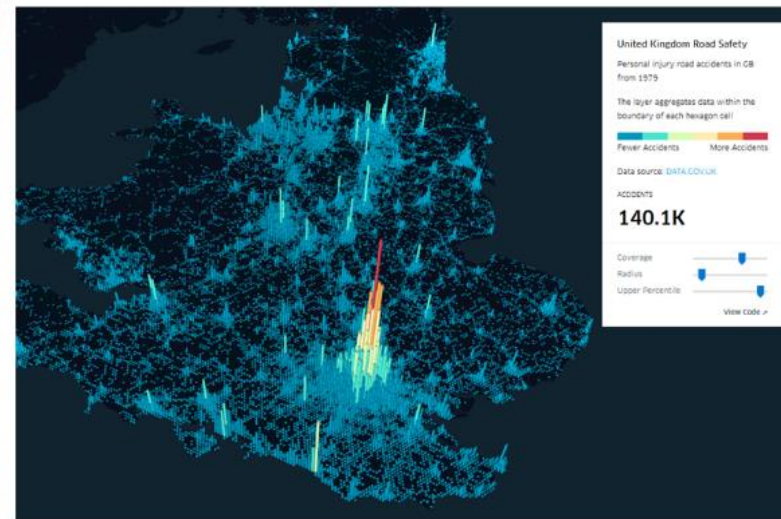 United Kingdom Road Safety
Personal injury road accidents in GB
from 1979
The layer aggregates data within the
boundary of each hexagon cell
Fewer Accidents More Accidents
Data source: DATA.GOV.UK
ACCIDENTS
140.1K
Coverage
Radius
Upper Percentile
View Code ↗